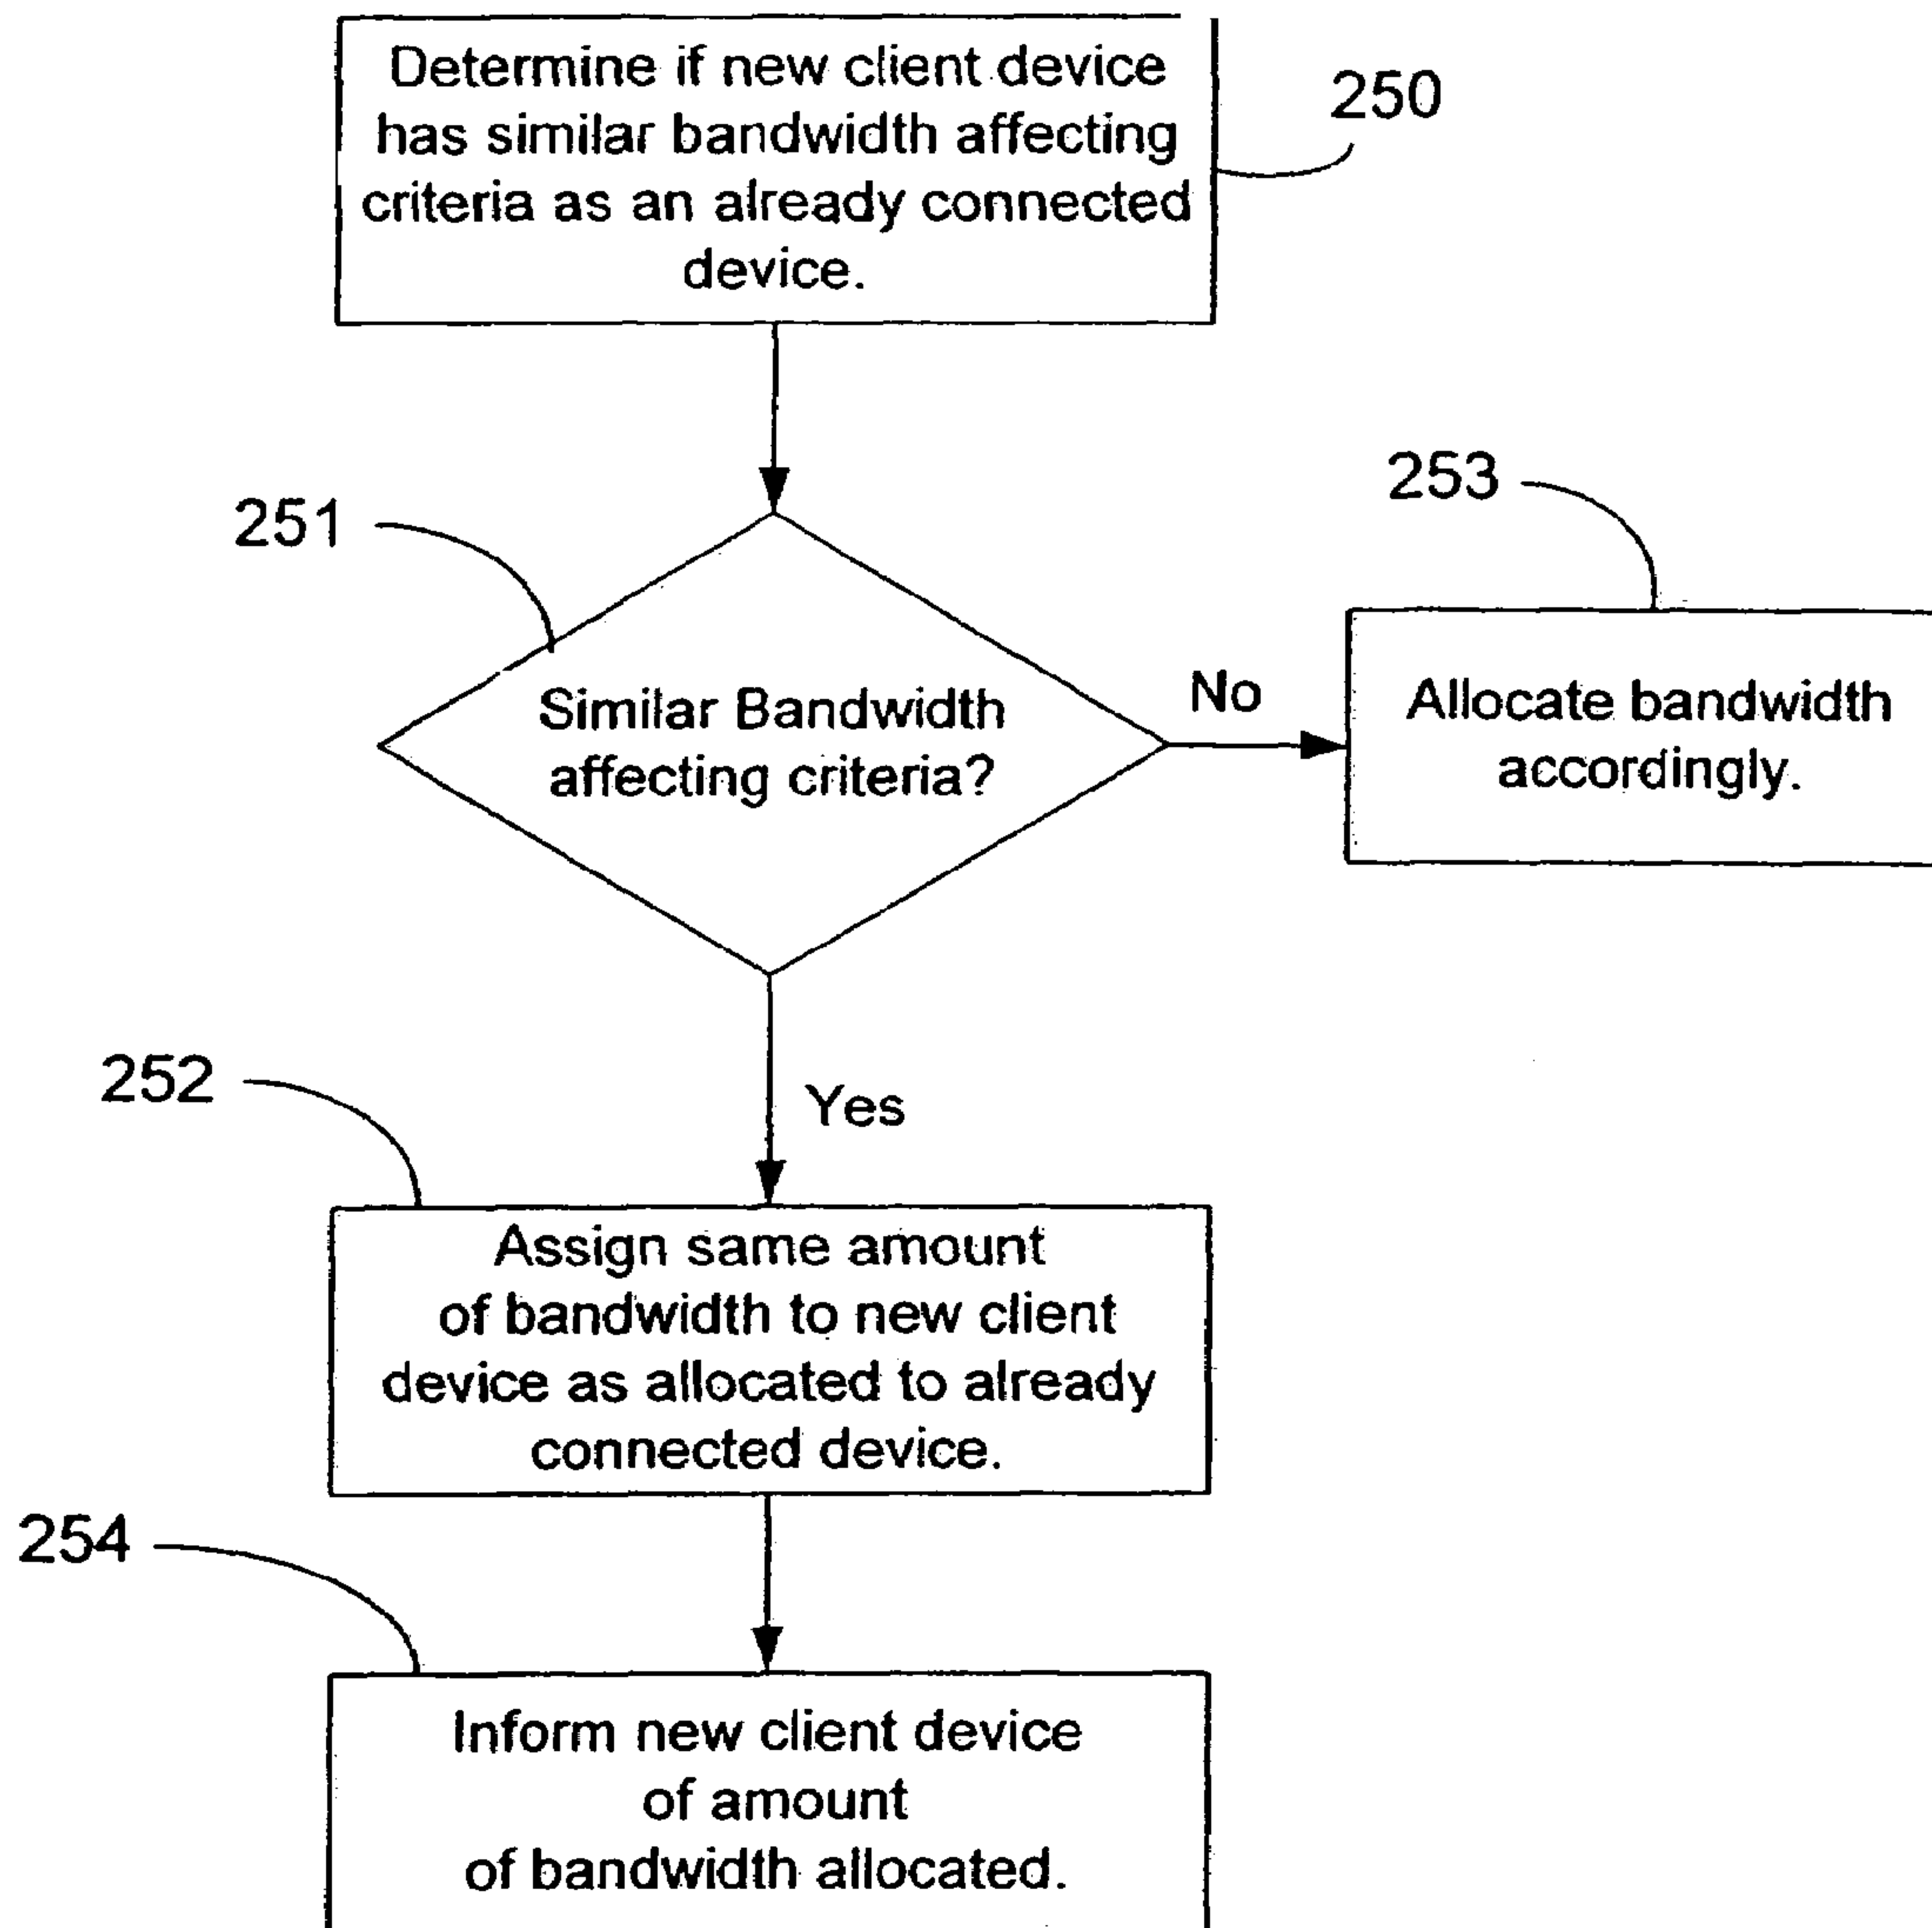 Determine if new client device
has similar bandwidth affecting
criteria as an already connected
device.
250
251
Similar Bandwidth
affecting criteria?
No
253
Allocate bandwidth
accordingly.
Yes
252
Assign same amount
of bandwidth to new client
device as allocated to already
connected device.
254
Inform new client device
of amount
of bandwidth allocated.